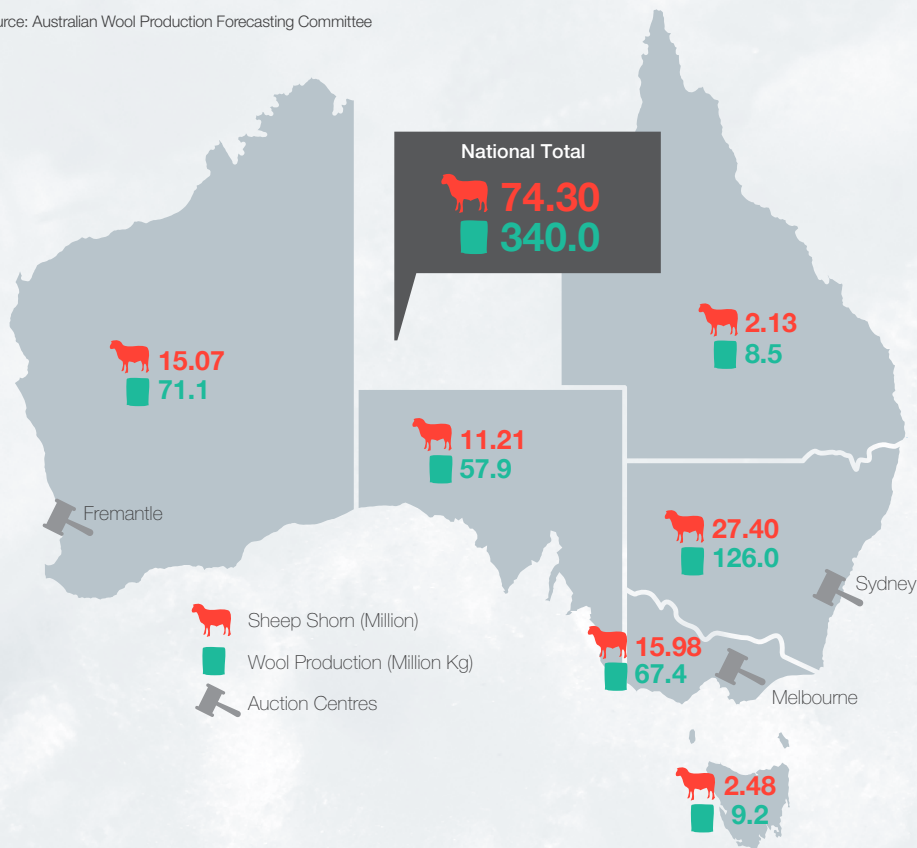 urce: Australian Wool Production Forecasting Committee
National Total
74.30
340.0
2.13
8.5
15.07
71.1
11.21
57.9
Fremantle
27.40
126.0
Sydney
Sheep Shorn (Million)
Wool Production (Million Kg)
Auction Centres
15.98
67.4
Melbourne
2.48
9.2